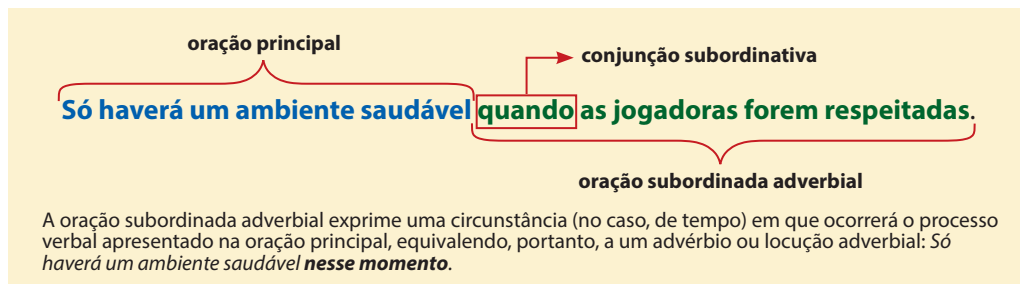 oração principal
conjunção subordinativa
Só haverá um ambiente saudável quando as jogadoras forem respeitadas.
oração subordinada adverbial
A oração subordinada adverbial exprime uma circunstância (no caso, de tempo) em que ocorrerá o processo
verbal apresentado na oração principal, equivalendo, portanto, a um advérbio ou locução adverbial: Só
haverá um ambiente saudável nesse momento.